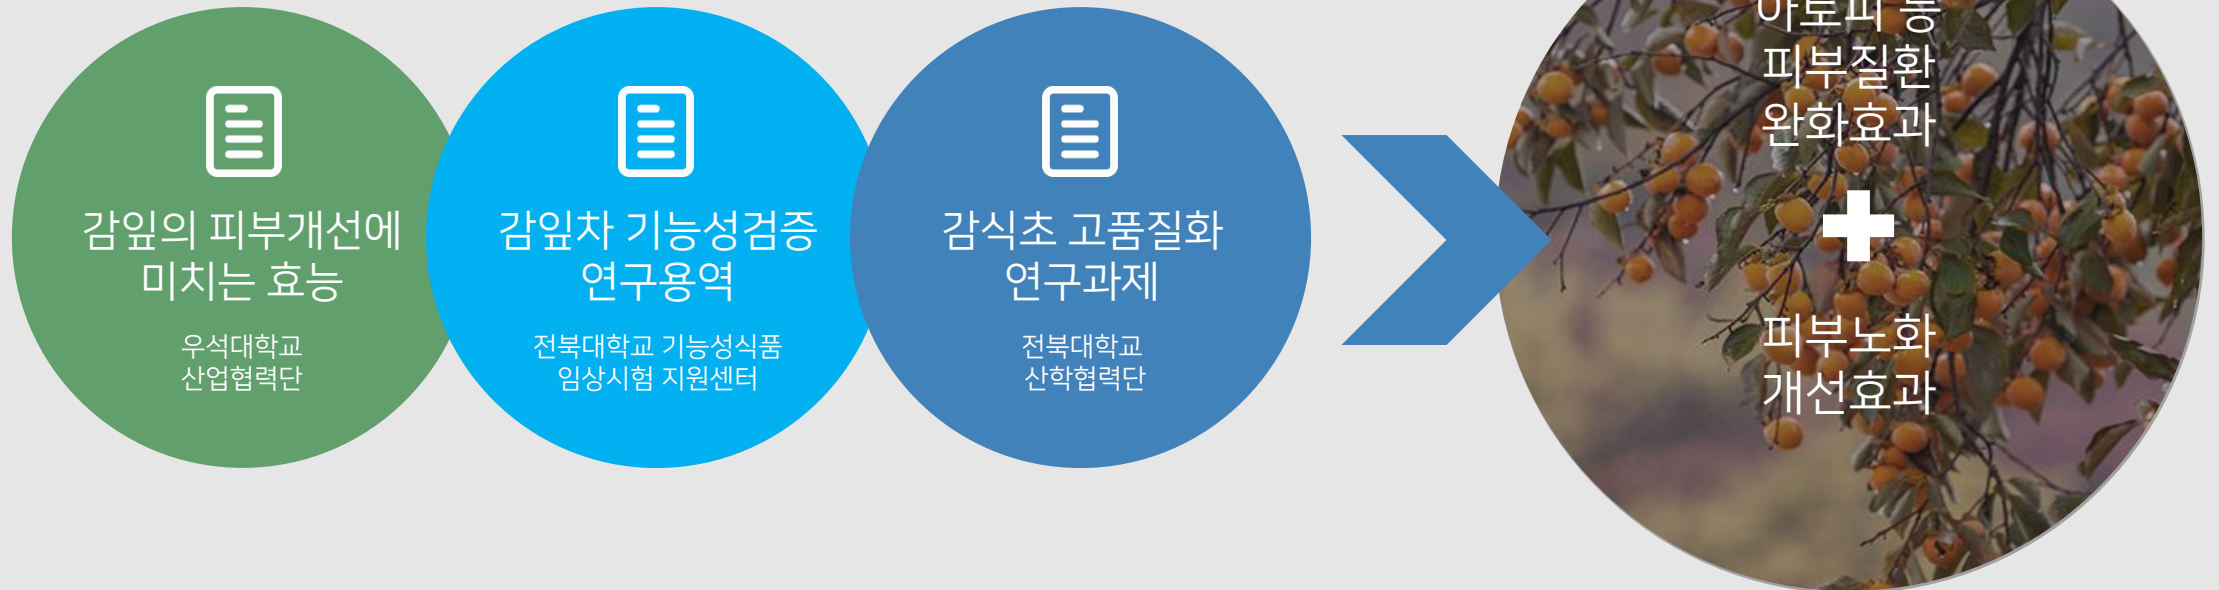 감잎의 피부개선에
미치는 효능
우석대학교
산업협력단
감잎차 기능성검증
연구용역
전북대학교 기능성식품
임상시험 지원센터
감식초 고품질화
연구과제
전북대학교
산학협력단
아토피 등
피부질환
완화효과
피부노화
개선효과